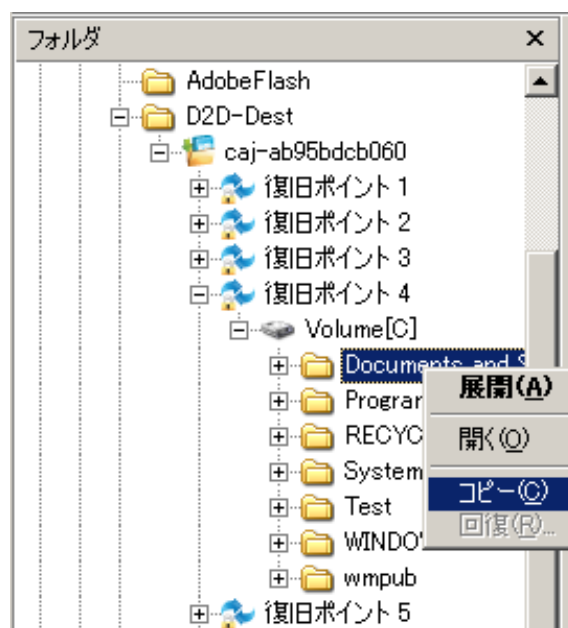 フォルダ
AdobeFlash
D2D-Dest
caj-ab95bdcb060
復旧ポイント 1
復旧ポイント 2
復旧ポイント 3
復旧ポイント 4
Volume[C]
Documents and S
展開(A)
Program
開く(O)
RECYC
System
コピー(C)
Test
回復(R)...
WINDOW
wmpub
復旧ポイント 5